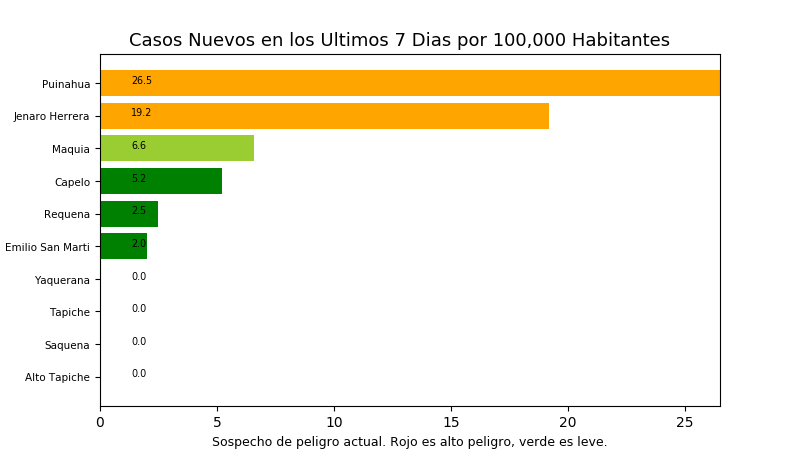 Casos Nuevos en los Ultimos 7 Dias por 100,000 Habitantes
Puinahua 26.5
Jenaro Herrera 19.2
Maquia 6.6
Capelo 5.2
Requena 2.5
Emilio San Marti 2.0
Yaquerana 0.0
Tapiche 0.0
Saquena 0.0
Alto Tapiche 0.0
0 5 10 15 20 25
Sospecho de peligro actual. Rojo es alto peligro, verde es leve.